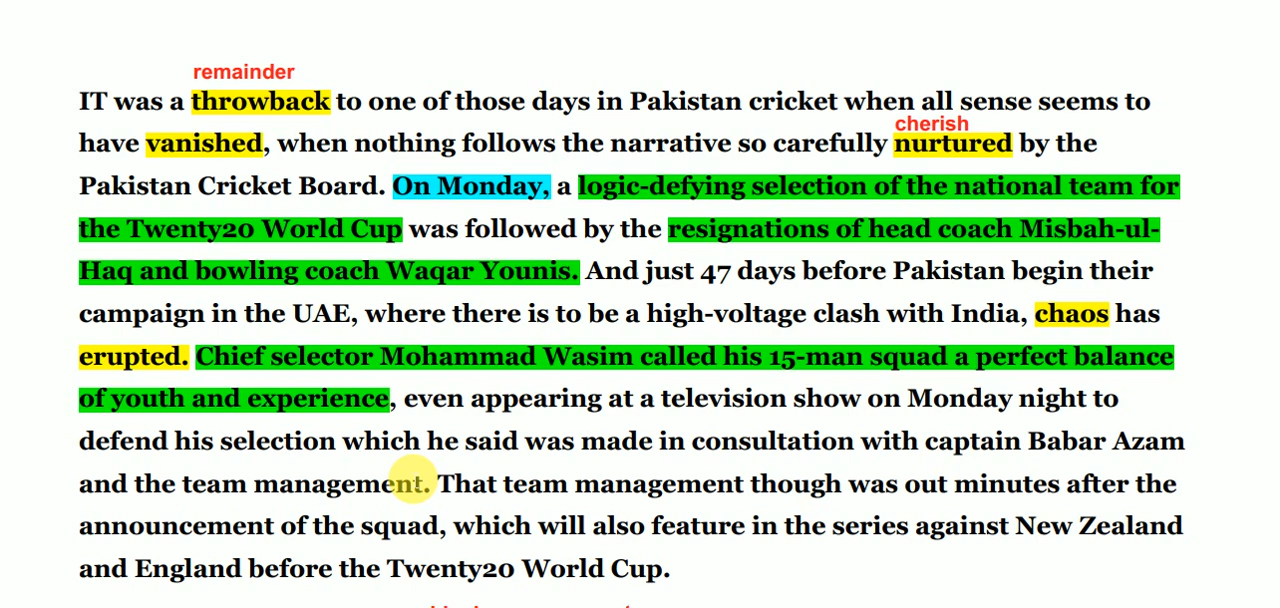 remainder
IT was a throwback to one of those days in Pakistan cricket when all sense seems to
cherish
have vanished, when nothing follows the narrative so carefully nurtured by the
Pakistan Cricket Board. On Monday, a logic-defying selection of the national team for
the Twenty20 World Cup was followed by the resignations of head coach Misbah-ul-
Haq and bowling coach Waqar Younis. And just 47 days before Pakistan begin their
campaign in the UAE, where there is to be a high-voltage clash with India, chaos has
erupted. Chief selector Mohammad Wasim called his 15-man squad a perfect balance
of youth and experience, even appearing at a television show on Monday night to
defend his selection which he said was made in consultation with captain Babar Azam
and the team management. That team management though was out minutes after the
announcement of the squad, which will also feature in the series against New Zealand
and England before the Twenty20 World Cup.